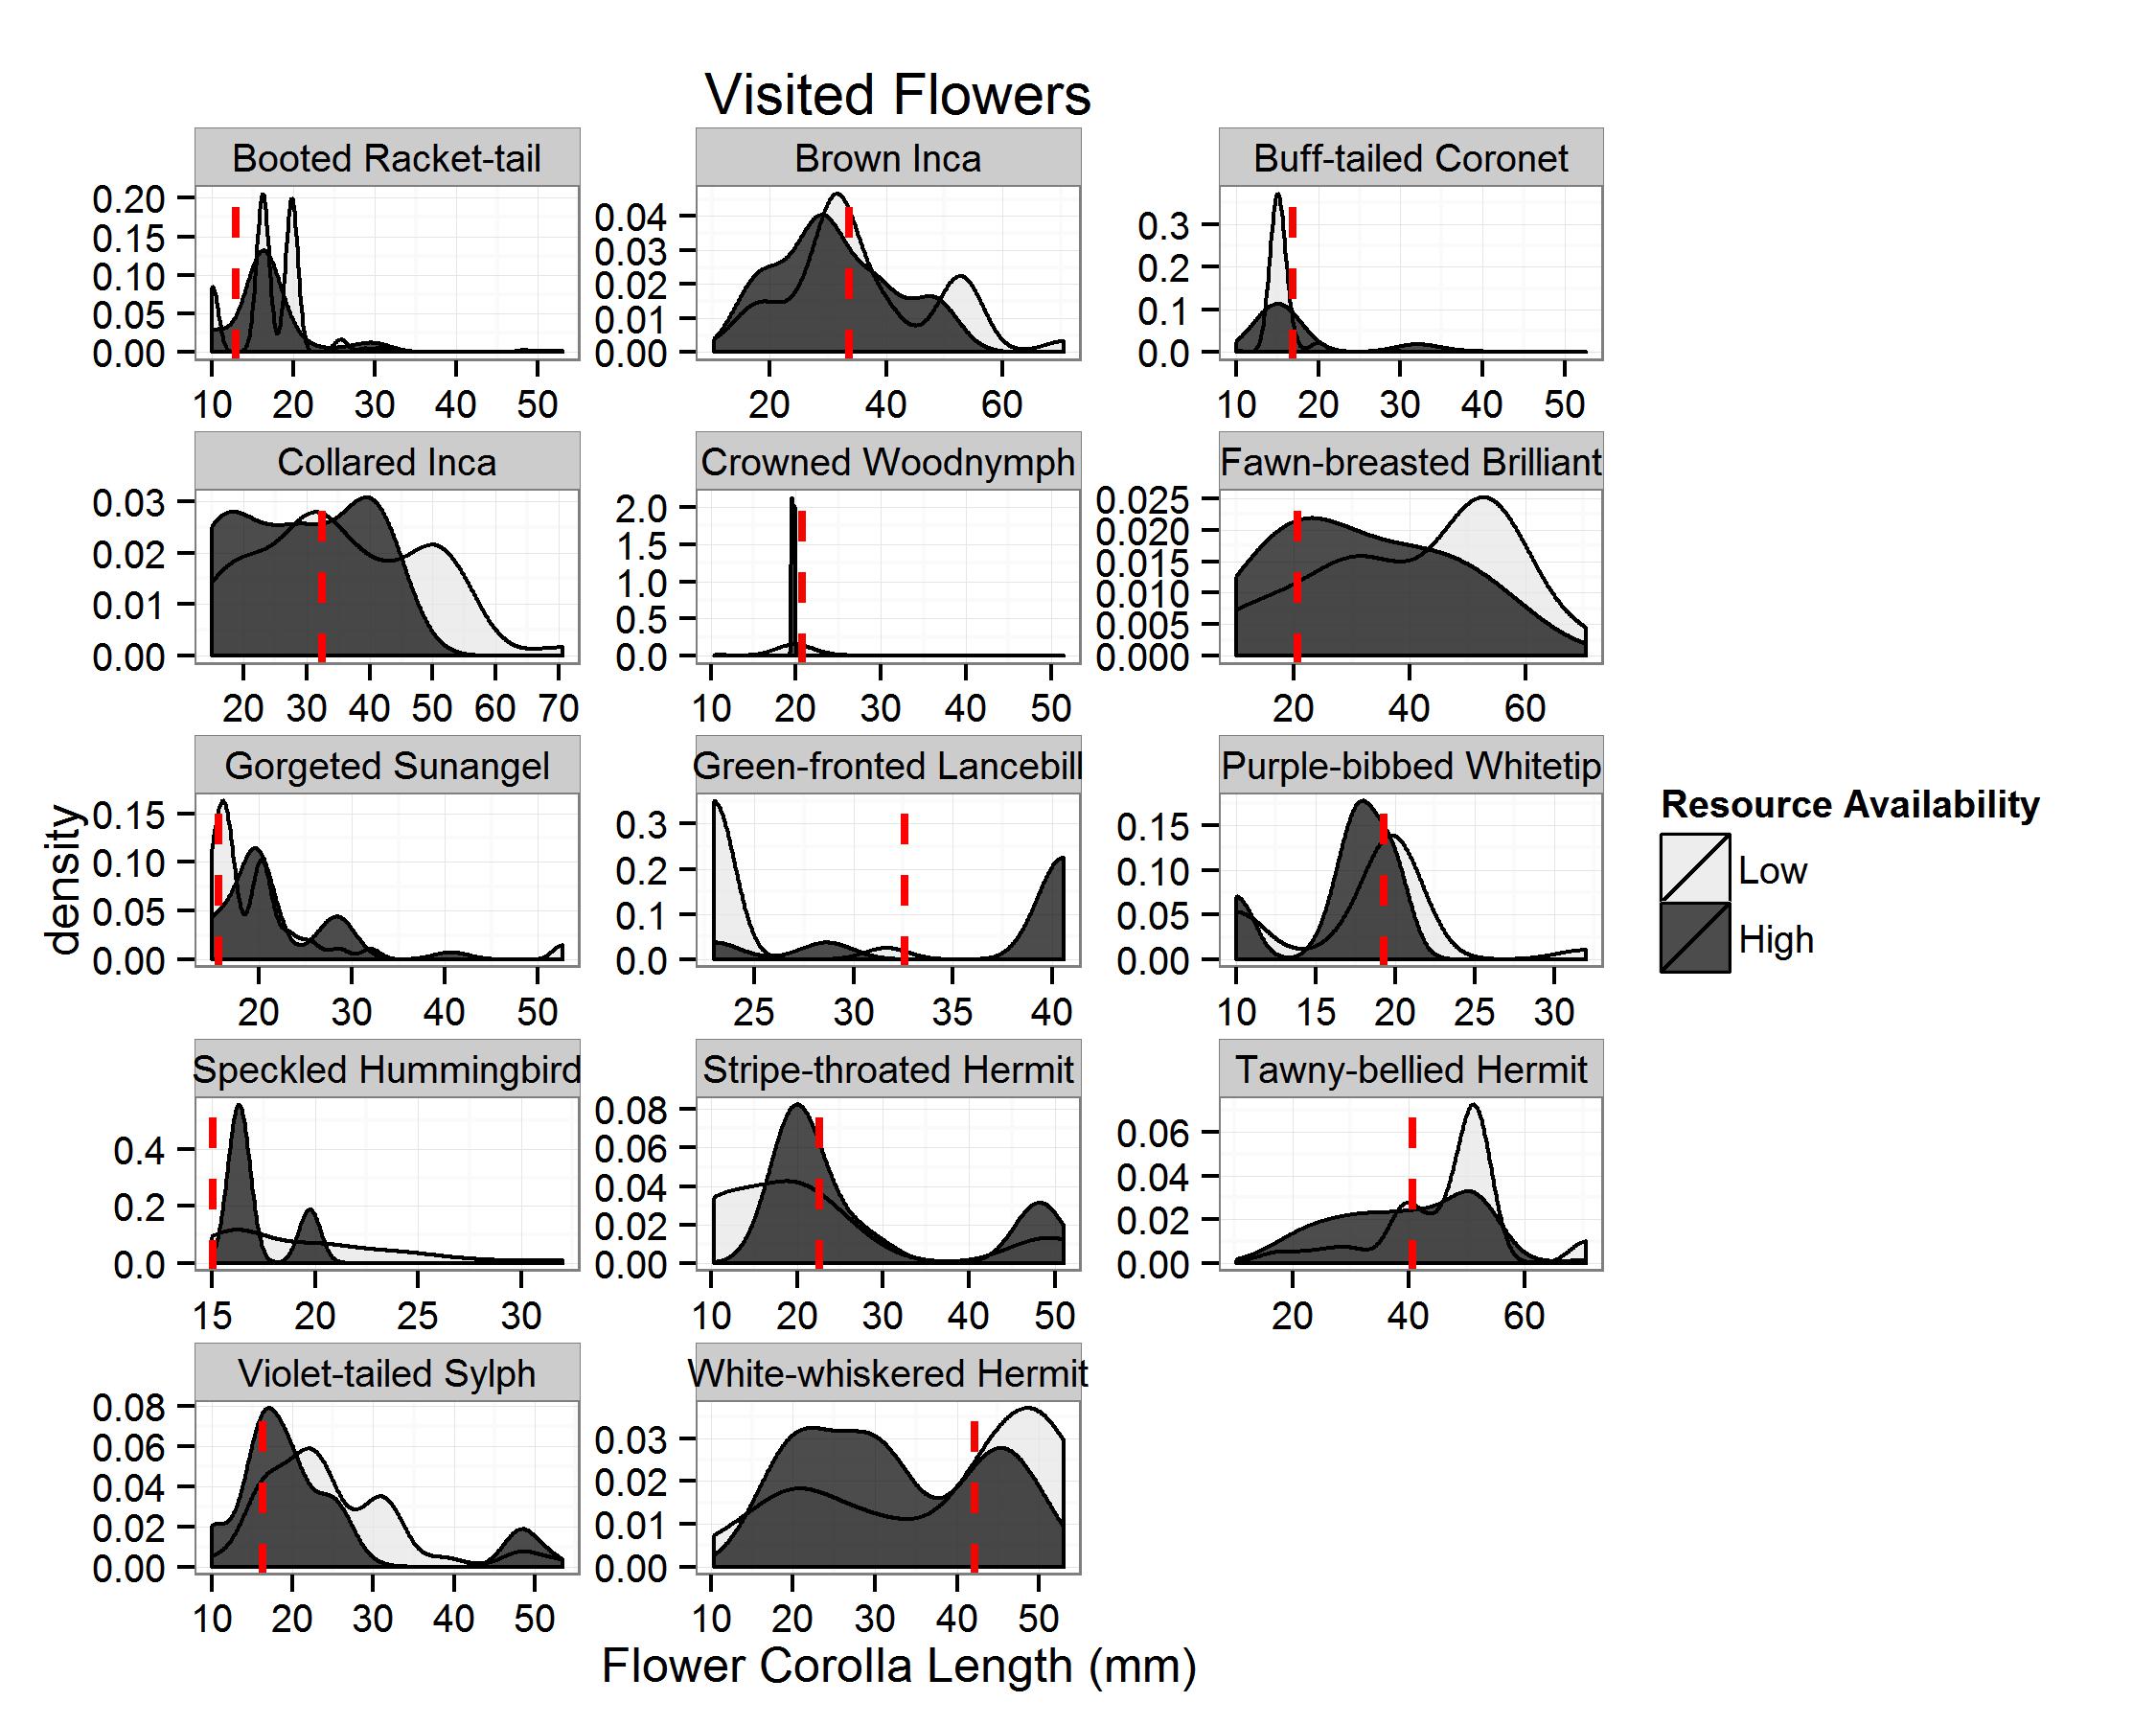 Visited Flowers
Booted Racket-tail
Brown Inca
Buff-tailed Coronet
0.20
0.15
0.10
0.05
0.00
0.04
0.03
0.02
0.01
0.00
0.3
0.2
0.1
0.0
10 20 30 40 50
20 40 60
10 20 30 40 50
Collared Inca
Crowned Woodnymph
Fawn-breasted Brilliant
0.03
0.02
0.01
0.00
2.0
1.5
1.0
0.5
0.0
0.025
0.020
0.015
0.010
0.005
0.000
20 30 40 50 60 70
10 20 30 40 50
20 40 60
Gorgeted Sunangel
Green-fronted Lancebill
Purple-bibbed Whitetip
0.15
0.10
0.05
0.00
0.3
0.2
0.1
0.0
0.15
0.10
0.05
0.00
20 30 40 50
25 30 35 40
10 15 20 25 30
Speckled Hummingbird
Stripe-throated Hermit
Tawny-bellied Hermit
0.4
0.2
0.0
0.08
0.06
0.04
0.02
0.00
0.06
0.04
0.02
0.00
15 20 25 30
10 20 30 40 50
20 40 60
Violet-tailed Sylph
White-whiskered Hermit
0.08
0.06
0.04
0.02
0.00
0.03
0.02
0.01
0.00
10 20 30 40 50
10 20 30 40 50
density
Flower Corolla Length (mm)
Resource Availability
Low
High